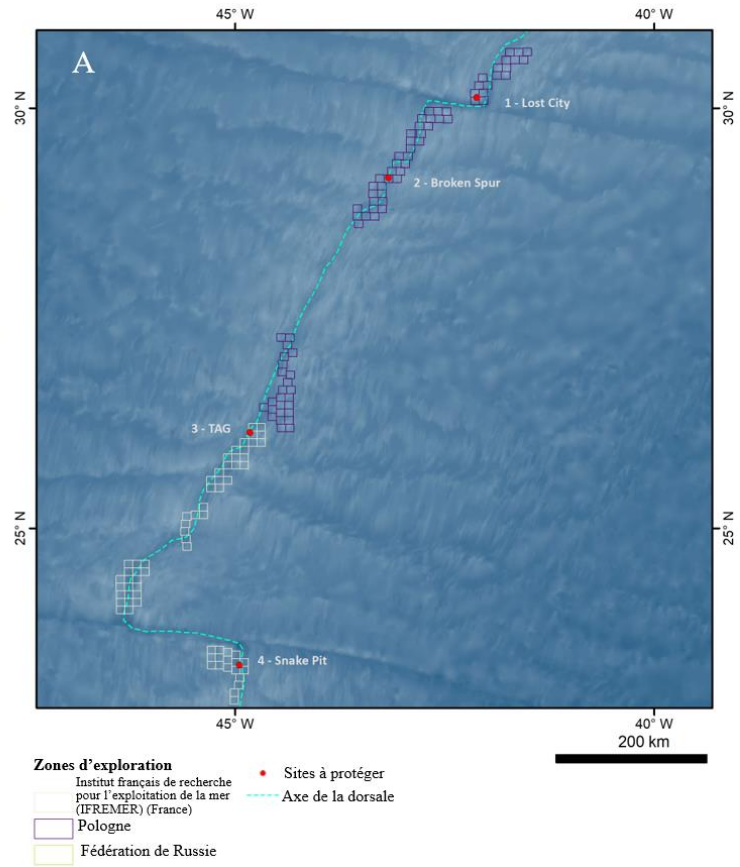 45° W
40° W
A
30° N
30° N
1 - Lost City
2 - Broken Spur
3 - TAG
25° N
25° N
4 - Snake Pit
45° W
40° W
200 km
Zones d’exploration
Institut français de recherche
pour l’exploitation de la mer
(IFREMER) (France)
Pologne
Fédération de Russie
Sites à protéger
Axe de la dorsale